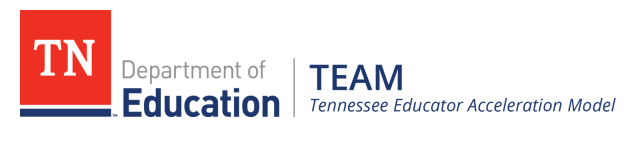 TN
Department of
Education
TEAM
Tennessee Educator Acceleration Model